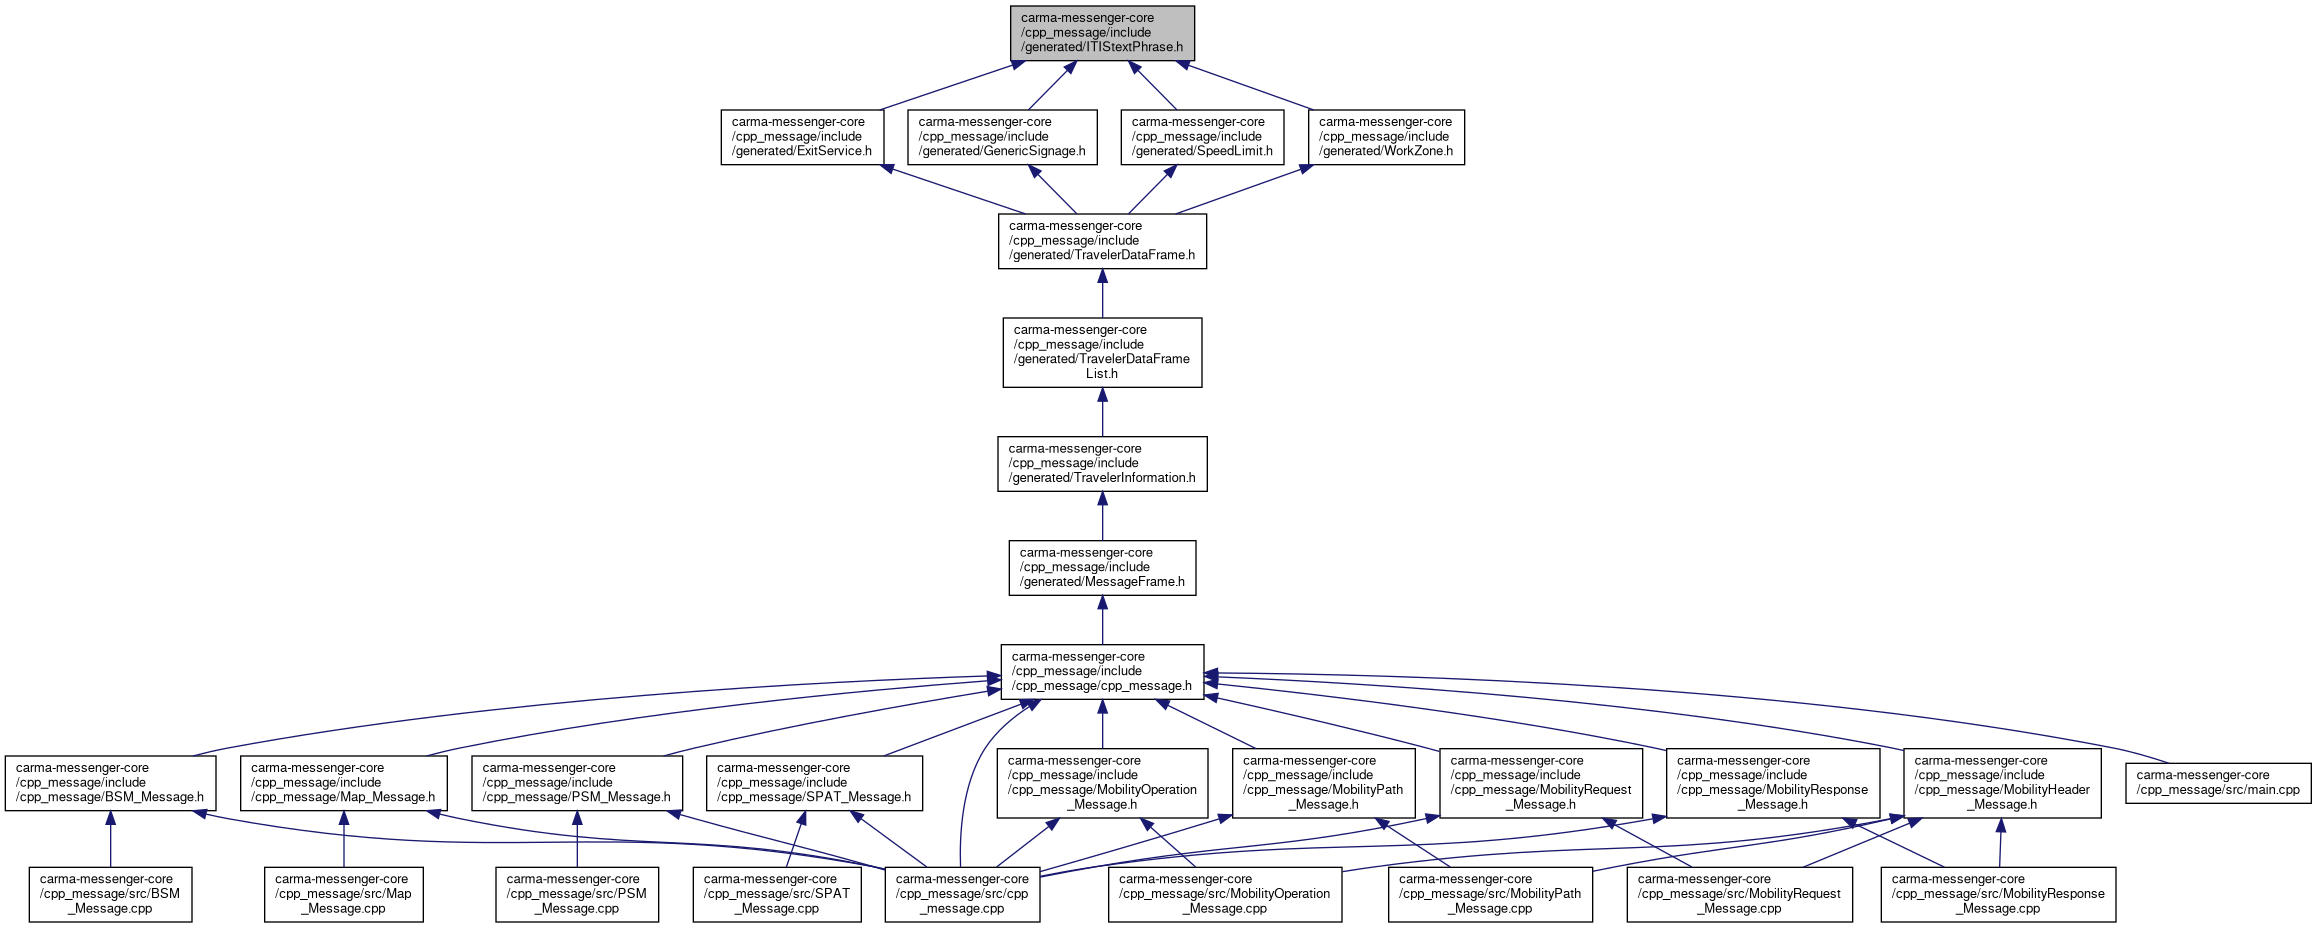 carma-messenger-core
/cpp_message/include
/generated/ITIStextPhrase.h
carma-messenger-core
/cpp_message/include
/generated/ExitService.h
carma-messenger-core
/cpp_message/include
/generated/GenericSignage.h
carma-messenger-core
/cpp_message/include
/generated/SpeedLimit.h
carma-messenger-core
/cpp_message/include
/generated/WorkZone.h
carma-messenger-core
/cpp_message/include
/generated/TravelerDataFrame.h
carma-messenger-core
/cpp_message/include
/generated/TravelerDataFrame
List.h
carma-messenger-core
/cpp_message/include
/generated/TravelerInformation.h
carma-messenger-core
/cpp_message/include
/generated/MessageFrame.h
carma-messenger-core
/cpp_message/include
/cpp_message/cpp_message.h
carma-messenger-core
/cpp_message/include
/cpp_message/BSM_Message.h
carma-messenger-core
/cpp_message/include
/cpp_message/Map_Message.h
carma-messenger-core
/cpp_message/include
/cpp_message/PSM_Message.h
carma-messenger-core
/cpp_message/include
/cpp_message/SPAT_Message.h
carma-messenger-core
/cpp_message/include
/cpp_message/MobilityOperation
_Message.h
carma-messenger-core
/cpp_message/include
/cpp_message/MobilityPath
_Message.h
carma-messenger-core
/cpp_message/include
/cpp_message/MobilityRequest
_Message.h
carma-messenger-core
/cpp_message/include
/cpp_message/MobilityResponse
_Message.h
carma-messenger-core
/cpp_message/include
/cpp_message/MobilityHeader
_Message.h
carma-messenger-core
/cpp_message/src/main.cpp
carma-messenger-core
/cpp_message/src/BSM
_Message.cpp
carma-messenger-core
/cpp_message/src/Map
_Message.cpp
carma-messenger-core
/cpp_message/src/PSM
_Message.cpp
carma-messenger-core
/cpp_message/src/SPAT
_Message.cpp
carma-messenger-core
/cpp_message/src/cpp
_message.cpp
carma-messenger-core
/cpp_message/src/MobilityOperation
_Message.cpp
carma-messenger-core
/cpp_message/src/MobilityPath
_Message.cpp
carma-messenger-core
/cpp_message/src/MobilityRequest
_Message.cpp
carma-messenger-core
/cpp_message/src/MobilityResponse
_Message.cpp